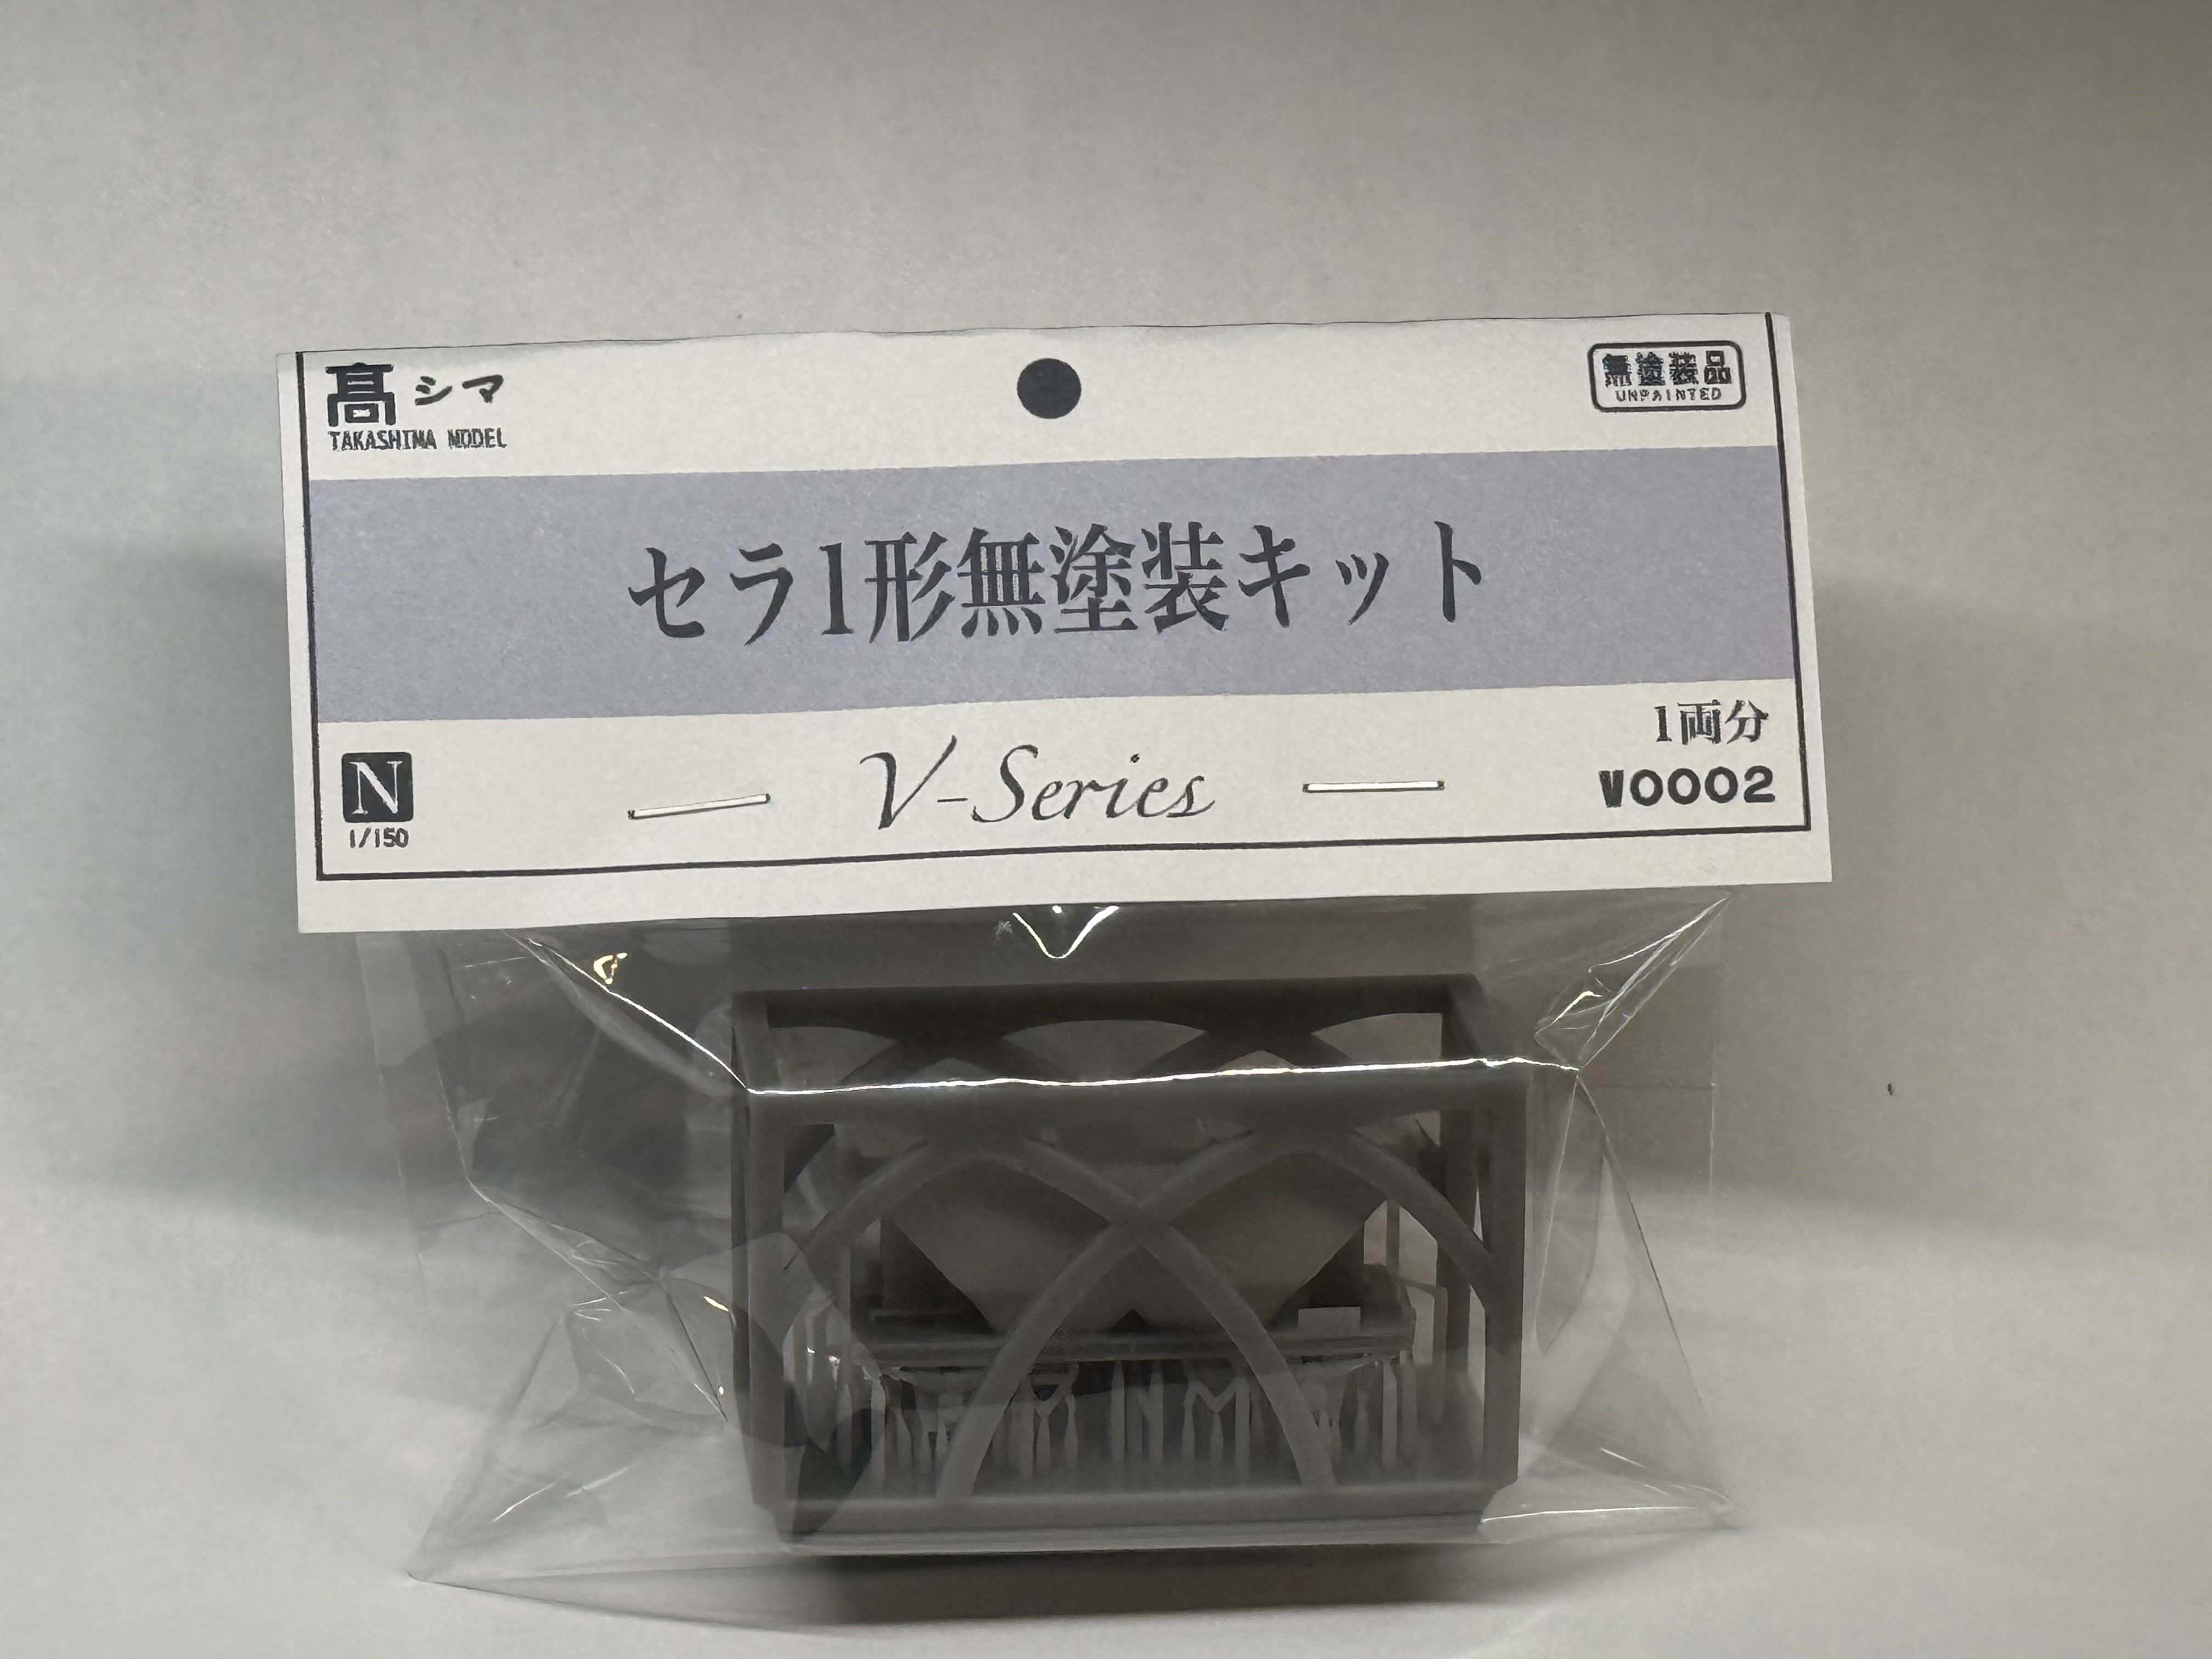 髙シマ
TAKASHIMA MODEL
無塗装品
UNPAINTED
セラ1形無塗装キット
N
1/150
V-Series
1両分
V0002